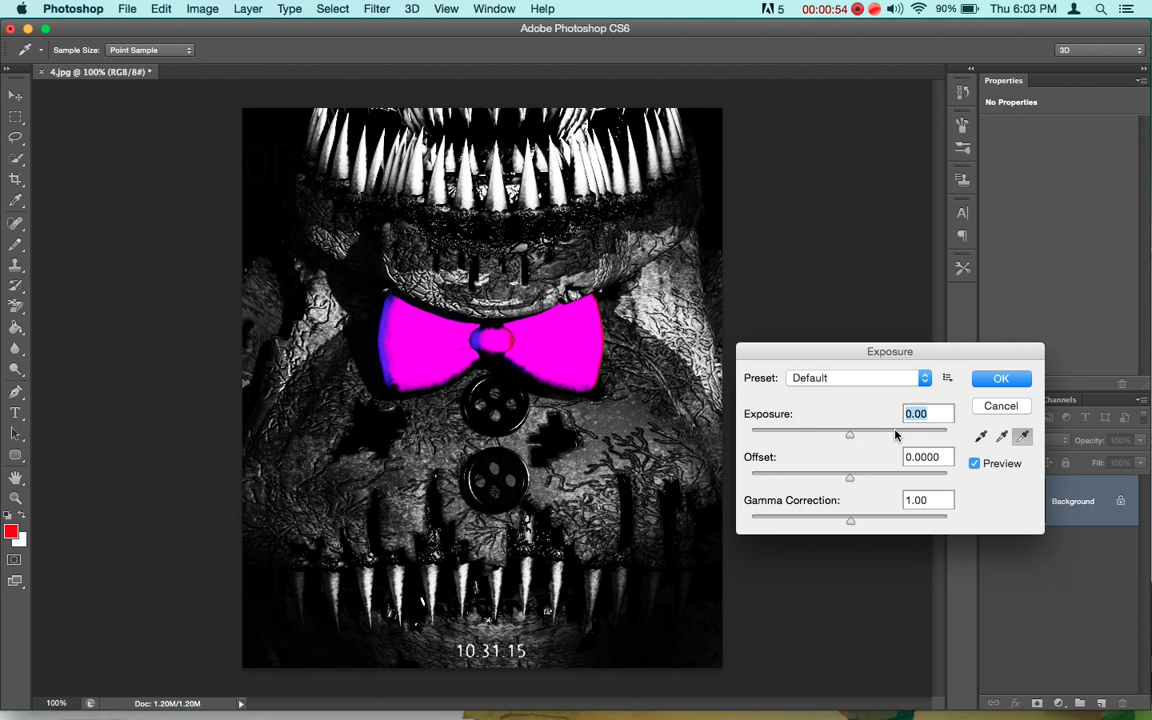 Photoshop File Edit Image Layer Type Select Filter 3D View Window Help 5 00:00:54 90% Thu 6:03 PM
Adobe Photoshop CS6
Sample Size: Point Sample 3D
4.jpg @ 100% (RGB/8#) *
Properties
No Properties
Exposure
Preset: Default OK
Exposure: 0.00 Cancel
Offset: 0.0000 Preview
Gamma Correction: 1.00
Channels
Opacity: 100%
Fill: 100%
Background
10.31.15
100% Doc: 1.20M/1.20M